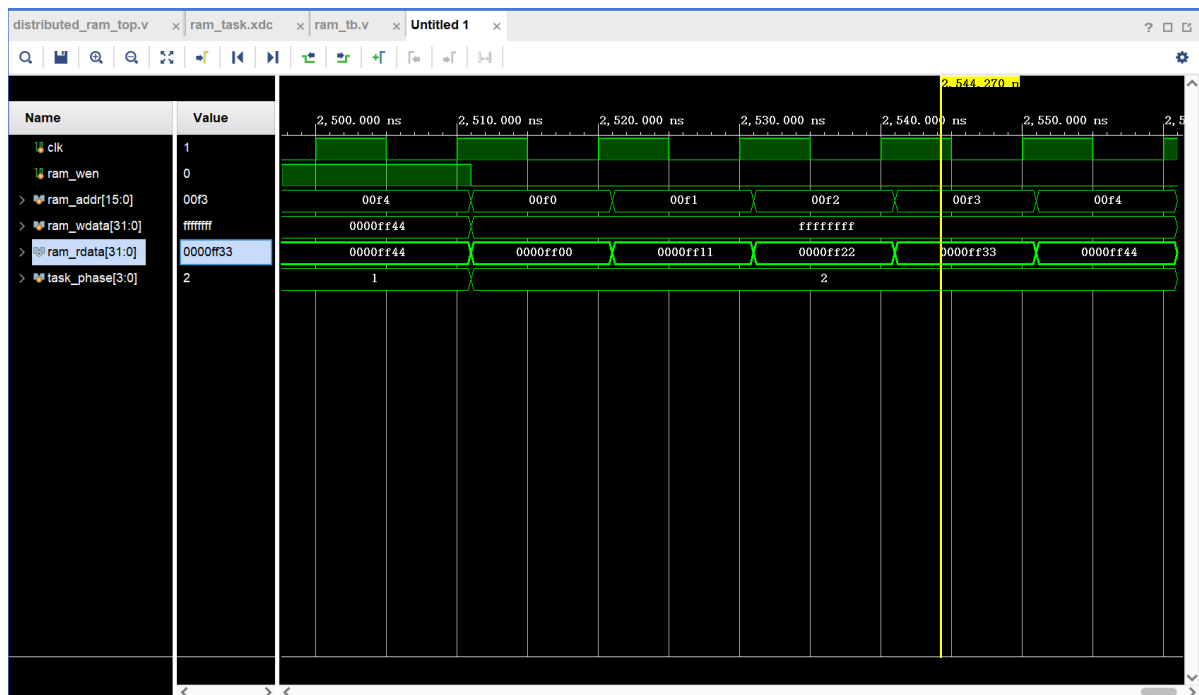 distributed_ram_top.v × ram_task.xdc × ram_tb.v × Untitled 1 × ?
2,544.270 n
Name Value 2,500.000 ns 2,510.000 ns 2,520.000 ns 2,530.000 ns 2,540.000 ns 2,550.000 ns 2,5
clk 1
ram_wen 0
> ram_addr[15:0] 00f3 00f4 00f0 00f1 00f2 00f3 00f4
> ram_wdata[31:0] ffffffff 0000ff44 ffffffff
> ram_rdata[31:0] 0000ff33 0000ff44 0000ff00 0000ff11 0000ff22 0000ff33 0000ff44
> task_phase[3:0] 2 1 2